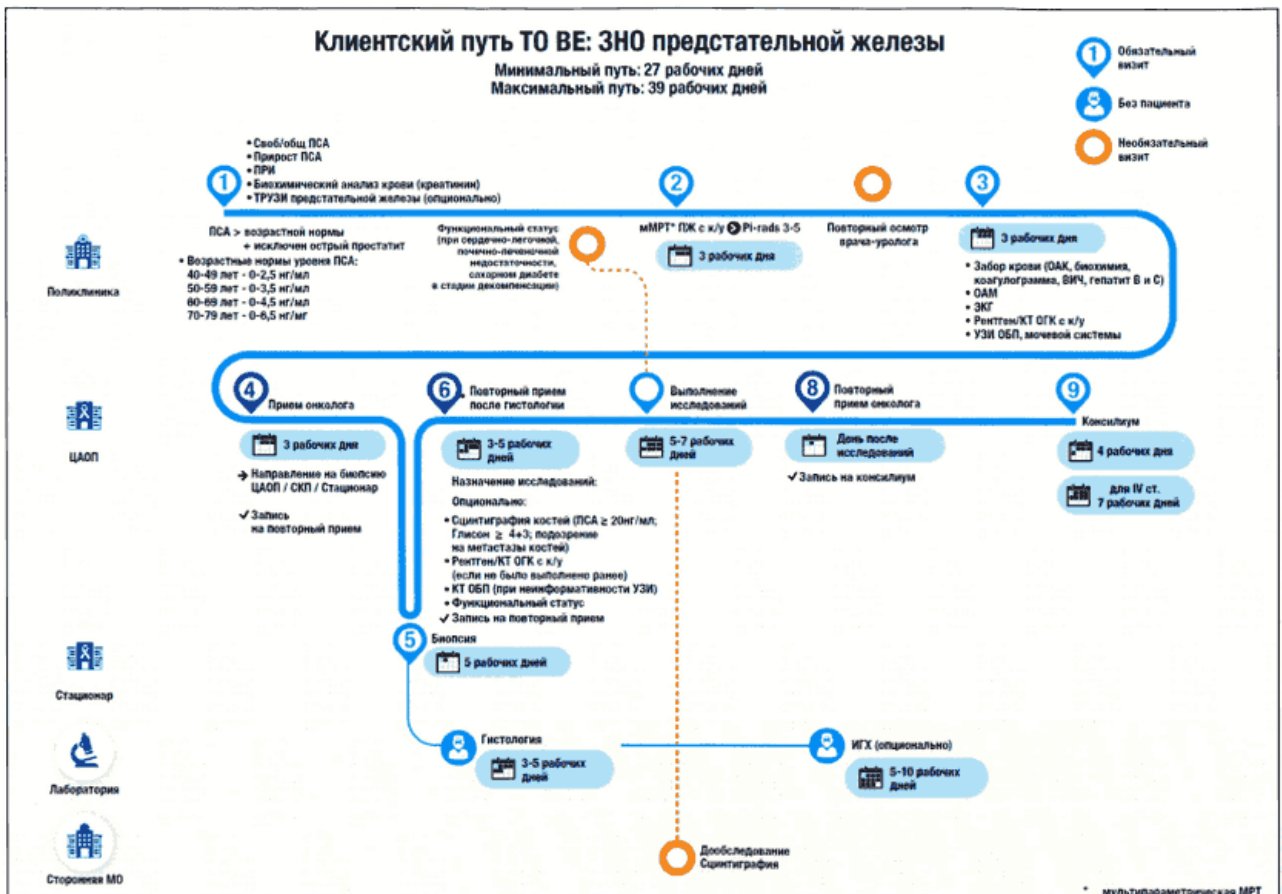 Клиентский путь TO BE: ЗНО предстательной железы
Минимальный путь: 27 рабочих дней
Максимальный путь: 39 рабочих дней
1
Обязательный
визит
Без пациента
Необязательный
визит
Поликлиника
1
• Своб/общ ПСА
• Прирост ПСА
• ПРИ
• Биохимический анализ крови (креатинин)
• ТРУЗИ предстательной железы (опционально)
ПСА > возрастной нормы
+ исключен острый простатит
• Возрастные нормы уровня ПСА:
40-49 лет - 0-2,5 нг/мл
50-59 лет - 0-3,5 нг/мл
60-69 лет - 0-4,5 нг/мл
70-79 лет - 0-6,5 нг/мг
Функциональный статус
(при сердечно-легочной,
почечно-печеночной
недостаточности,
сахарном диабете
в стадии декомпенсации)
2
мМРТ* ПЖ с к/у Pi-rads 3-5
3 рабочих дня
Повторный осмотр
врача-уролога
3
3 рабочих дня
• Забор крови (ОАК, биохимия,
коагулограмма, ВИЧ, гепатит В и С)
• ОАМ
• ЭКГ
• Рентген/КТ ОГК с к/у
• УЗИ ОБП, мочевой системы
ЦАОП
4
Прием онколога
3 рабочих дня
→ Направление на биопсию
ЦАОП / СКП / Стационар
✓ Запись
на повторный прием
6
Повторный прием
после гистологии
3-5 рабочих
дней
Назначение исследований:
Опционально:
• Сцинтиграфия костей (ПСА ≥ 20нг/мл;
Глисон ≥ 4+3; подозрение
на метастазы костей)
• Рентген/КТ ОГК с к/у
(если не было выполнено ранее)
• КТ ОБП (при неинформативности УЗИ)
• Функциональный статус
✓ Запись на повторный прием
Выполнение
исследований
5-7 рабочих
дней
8
Повторный
прием онколога
День после
исследований
✓ Запись на консилиум
9
Консилиум
4 рабочих дня
для IV ст.
7 рабочих дней
Стационар
5
Биопсия
5 рабочих дней
Лаборатория
Гистология
3-5 рабочих
дней
ИГХ (опционально)
5-10 рабочих
дней
Сторонняя МО
Дообследование
Сцинтиграфия
* мультипараметрическая МРТ